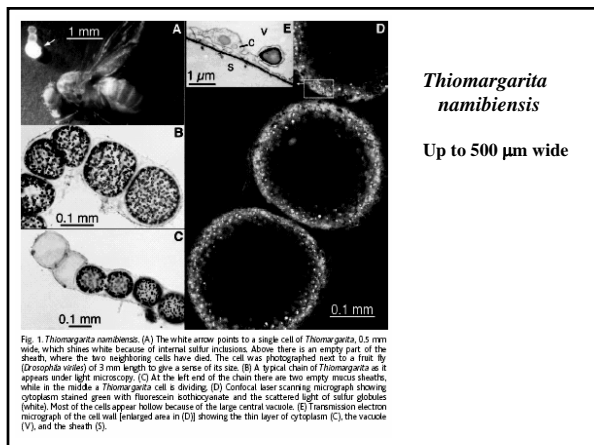 1 mm
A
E
V
C
S
1 µm
D
B
0.1 mm
C
0.1 mm
0.1 mm
Thiomargarita
namibiensis
Up to 500 µm wide
Fig. 1. Thiomargarita namibiensis. (A) The white arrow points to a single cell of Thiomargarita, 0.5 mm
wide, which shines white because of internal sulfur inclusions. Above there is an empty part of the
sheath, where the two neighboring cells have died. The cell was photographed next to a fruit fly
(Drosophila viriles) of 3 mm length to give a sense of its size. (B) A typical chain of Thiomargarita as it
appears under light microscopy. (C) At the left end of the chain there are two empty mucus sheaths,
while in the middle a Thiomargarita cell is dividing. (D) Confocal laser scanning micrograph showing
cytoplasm stained green with fluorescein isothiocyanate and the scattered light of sulfur globules
(white). Most of the cells appear hollow because of the large central vacuole. (E) Transmission electron
micrograph of the cell wall [enlarged area in (D)] showing the thin layer of cytoplasm (C), the vacuole
(V), and the sheath (S).